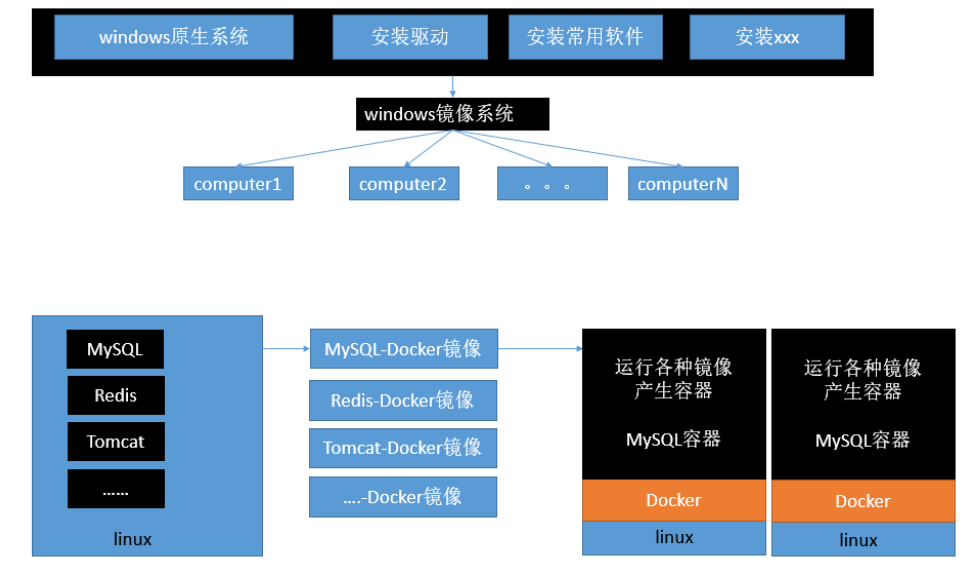 windows原生系统
安装驱动
安装常用软件
安装xxx
windows镜像系统
computer1
computer2
。。。
computerN
MySQL
Redis
Tomcat
……
linux
MySQL-Docker镜像
Redis-Docker镜像
Tomcat-Docker镜像
….-Docker镜像
运行各种镜像
产生容器
MySQL容器
Docker
linux
运行各种镜像
产生容器
MySQL容器
Docker
linux